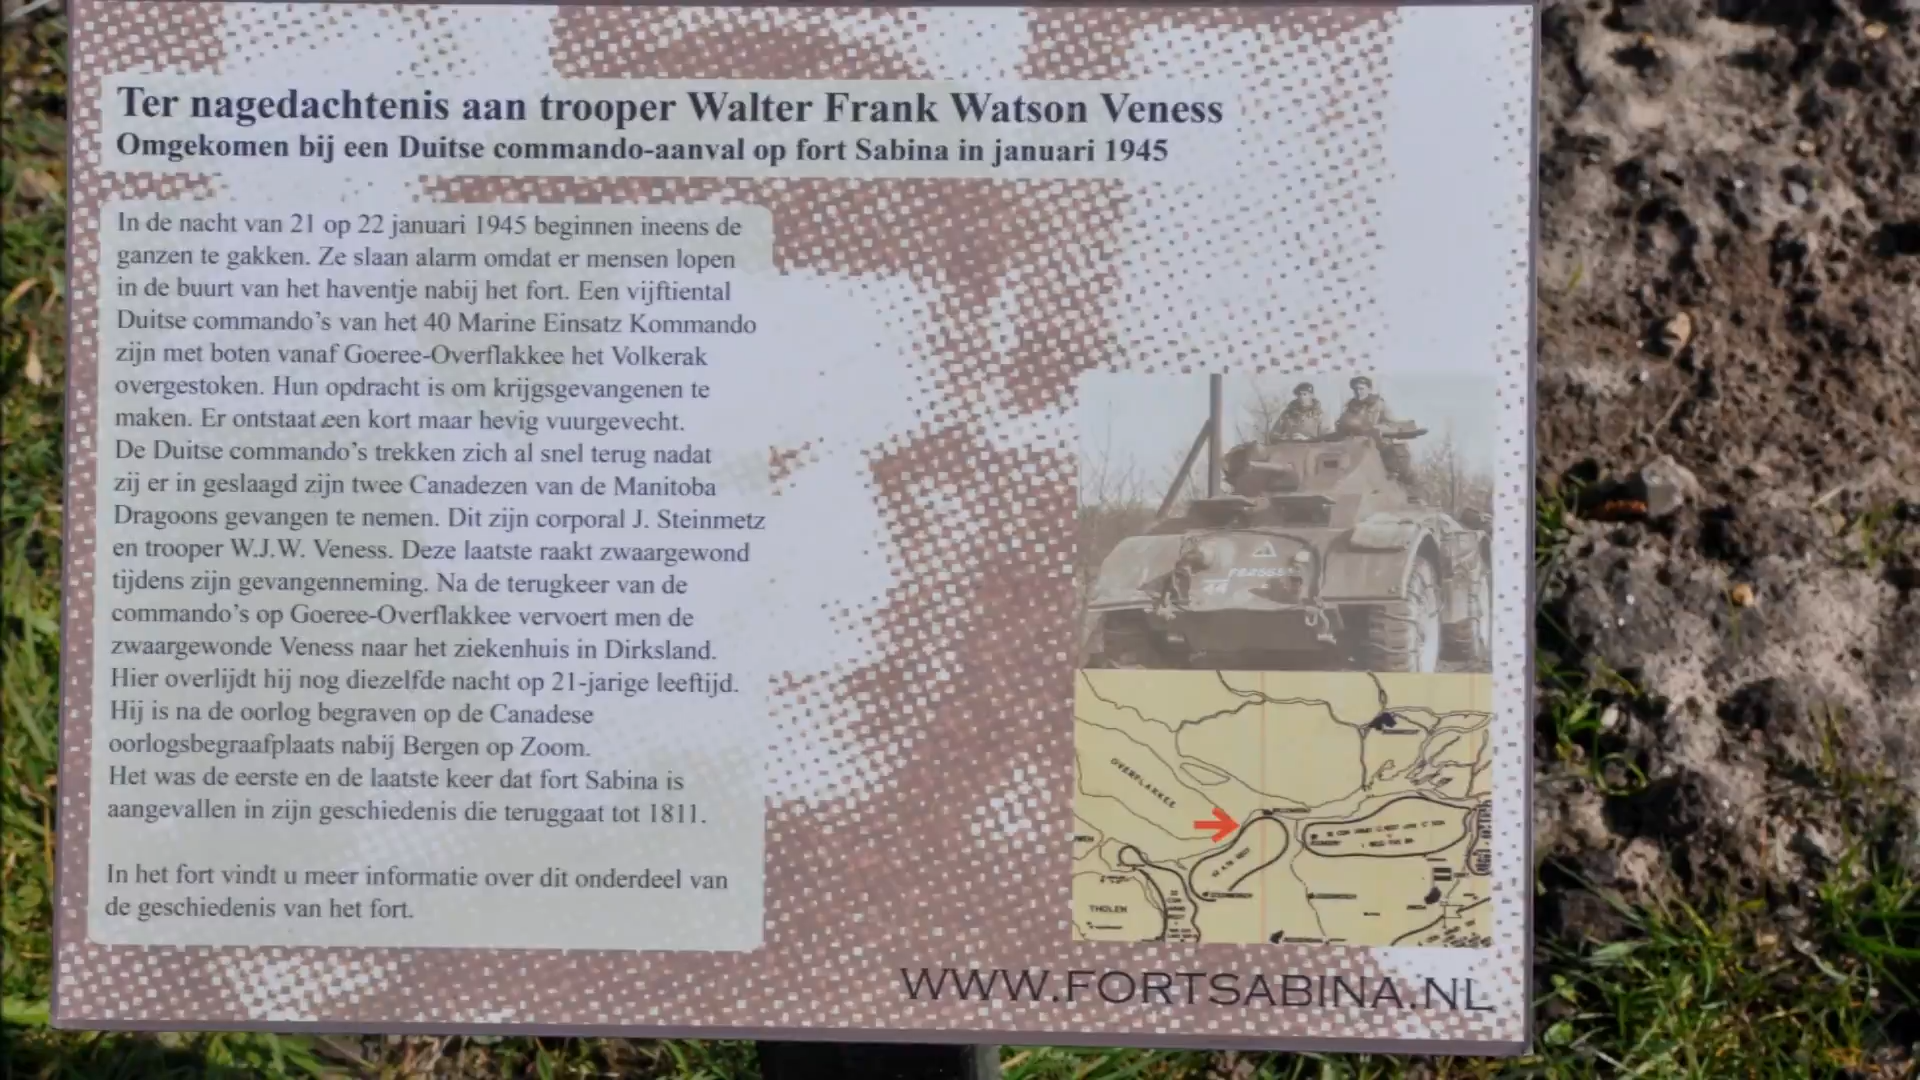 Ter nagedachtenis aan trooper Walter Frank Watson Veness
Omgekomen bij een Duitse commando-aanval op fort Sabina in januari 1945
In de nacht van 21 op 22 januari 1945 beginnen ineens de
ganzen te gakken. Ze slaan alarm omdat er mensen lopen
in de buurt van het haventje nabij het fort. Een vijftiental
Duitse commando's van het 40 Marine Einsatz Kommando
zijn met boten vanaf Goeree-Overflakkee het Volkerak
overgestoken. Hun opdracht is om krijgsgevangenen te
maken. Er ontstaat een kort maar hevig vuurgevecht.
De Duitse commando's trekken zich al snel terug nadat
zij er in geslaagd zijn twee Canadezen van de Manitoba
Dragoons gevangen te nemen. Dit zijn corporal J. Steinmetz
en trooper W.J.W. Veness. Deze laatste raakt zwaargewond
tijdens zijn gevangenneming. Na de terugkeer van de
commando's op Goeree-Overflakkee vervoert men de
zwaargewonde Veness naar het ziekenhuis in Dirksland.
Hier overlijdt hij nog diezelfde nacht op 21-jarige leeftijd.
Hij is na de oorlog begraven op de Canadese
oorlogsbegraafplaats nabij Bergen op Zoom.
Het was de eerste en de laatste keer dat fort Sabina is
aangevallen in zijn geschiedenis die teruggaat tot 1811.
In het fort vindt u meer informatie over dit onderdeel van
de geschiedenis van het fort.
44
OVERFLAKKEE
THOLEN
WWW.FORTSABINA.NL